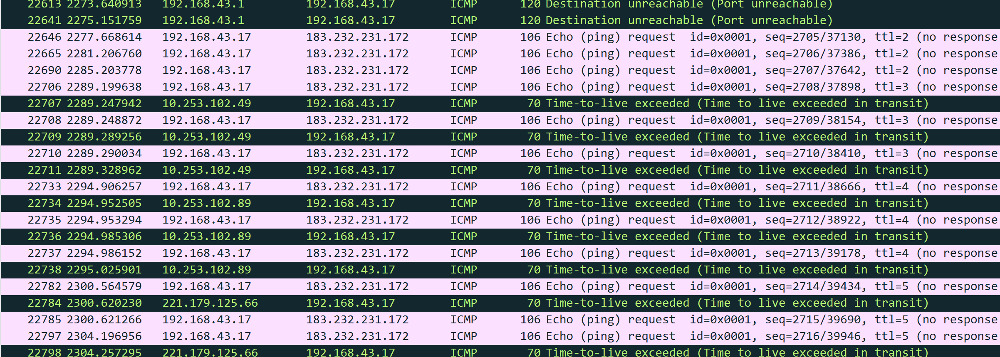 22613 2273.640913 192.168.43.1 192.168.43.17 ICMP 120 Destination unreachable (Port unreachable)
22641 2275.151759 192.168.43.1 192.168.43.17 ICMP 120 Destination unreachable (Port unreachable)
22646 2277.668614 192.168.43.17 183.232.231.172 ICMP 106 Echo (ping) request id=0x0001, seq=2705/37130, ttl=2 (no response
22665 2281.206760 192.168.43.17 183.232.231.172 ICMP 106 Echo (ping) request id=0x0001, seq=2706/37386, ttl=2 (no response
22690 2285.203778 192.168.43.17 183.232.231.172 ICMP 106 Echo (ping) request id=0x0001, seq=2707/37642, ttl=2 (no response
22706 2289.199638 192.168.43.17 183.232.231.172 ICMP 106 Echo (ping) request id=0x0001, seq=2708/37898, ttl=3 (no response
22707 2289.247942 10.253.102.49 192.168.43.17 ICMP 70 Time-to-live exceeded (Time to live exceeded in transit)
22708 2289.248872 192.168.43.17 183.232.231.172 ICMP 106 Echo (ping) request id=0x0001, seq=2709/38154, ttl=3 (no response
22709 2289.289256 10.253.102.49 192.168.43.17 ICMP 70 Time-to-live exceeded (Time to live exceeded in transit)
22710 2289.290034 192.168.43.17 183.232.231.172 ICMP 106 Echo (ping) request id=0x0001, seq=2710/38410, ttl=3 (no response
22711 2289.328962 10.253.102.49 192.168.43.17 ICMP 70 Time-to-live exceeded (Time to live exceeded in transit)
22733 2294.906257 192.168.43.17 183.232.231.172 ICMP 106 Echo (ping) request id=0x0001, seq=2711/38666, ttl=4 (no response
22734 2294.952505 10.253.102.89 192.168.43.17 ICMP 70 Time-to-live exceeded (Time to live exceeded in transit)
22735 2294.953294 192.168.43.17 183.232.231.172 ICMP 106 Echo (ping) request id=0x0001, seq=2712/38922, ttl=4 (no response
22736 2294.985306 10.253.102.89 192.168.43.17 ICMP 70 Time-to-live exceeded (Time to live exceeded in transit)
22737 2294.986152 192.168.43.17 183.232.231.172 ICMP 106 Echo (ping) request id=0x0001, seq=2713/39178, ttl=4 (no response
22738 2295.025901 10.253.102.89 192.168.43.17 ICMP 70 Time-to-live exceeded (Time to live exceeded in transit)
22782 2300.564579 192.168.43.17 183.232.231.172 ICMP 106 Echo (ping) request id=0x0001, seq=2714/39434, ttl=5 (no response
22784 2300.620230 221.179.125.66 192.168.43.17 ICMP 70 Time-to-live exceeded (Time to live exceeded in transit)
22785 2300.621266 192.168.43.17 183.232.231.172 ICMP 106 Echo (ping) request id=0x0001, seq=2715/39690, ttl=5 (no response
22797 2304.196956 192.168.43.17 183.232.231.172 ICMP 106 Echo (ping) request id=0x0001, seq=2716/39946, ttl=5 (no response
22798 2304.257295 221.179.125.66 192.168.43.17 ICMP 70 Time-to-live exceeded (Time to live exceeded in transit)